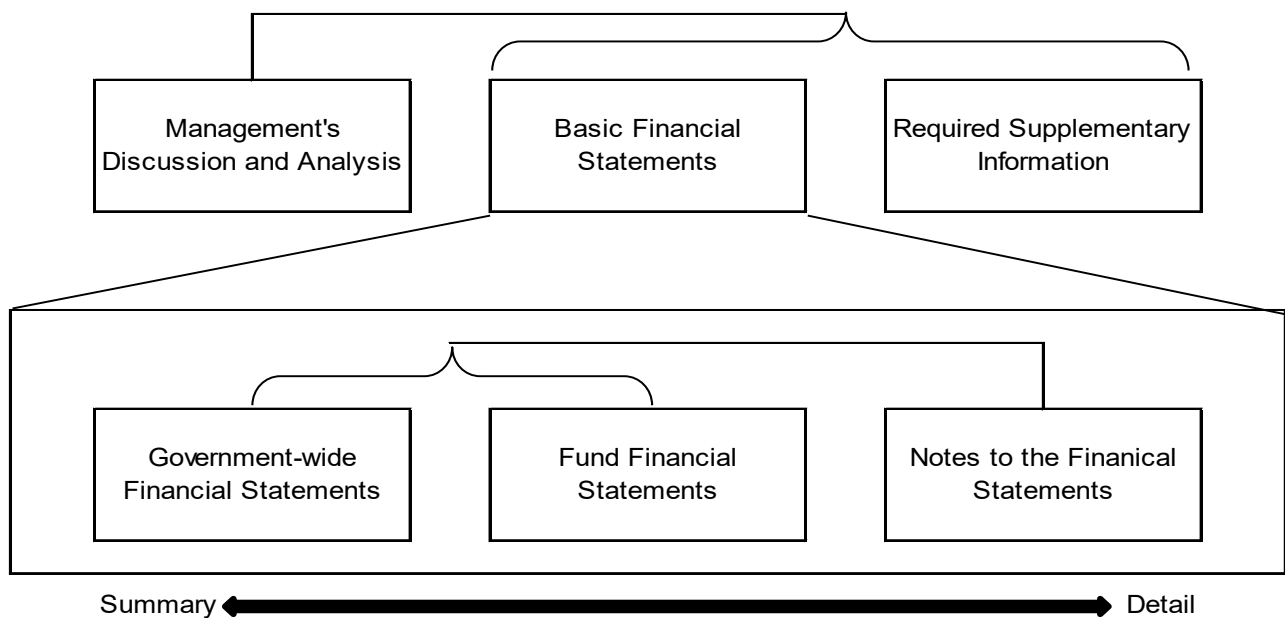 Management's
Discussion and Analysis
Basic Financial
Statements
Required Supplementary
Information
Government-wide
Financial Statements
Fund Financial
Statements
Notes to the Finanical
Statements
Summary
Detail